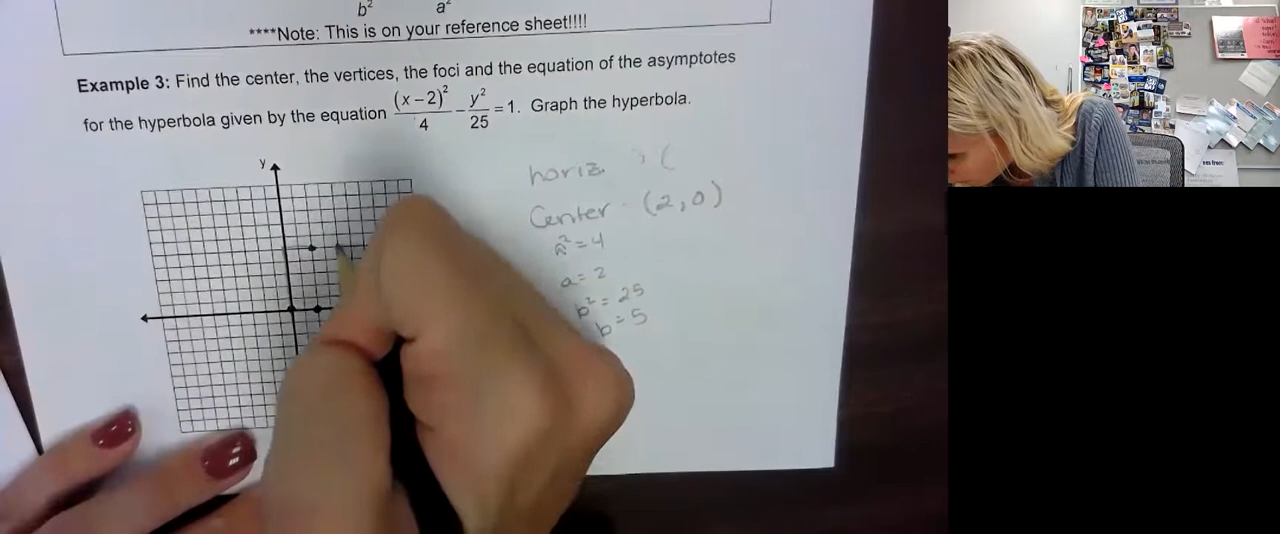 b² a²
****Note: This is on your reference sheet!!!!
Example 3: Find the center, the vertices, the foci and the equation of the asymptotes
for the hyperbola given by the equation (x – 2)²/4 – y²/25 = 1. Graph the hyperbola.
y
horiz. ) (
Center · (2,0)
a² = 4
a = 2
b² = 25
b = 5